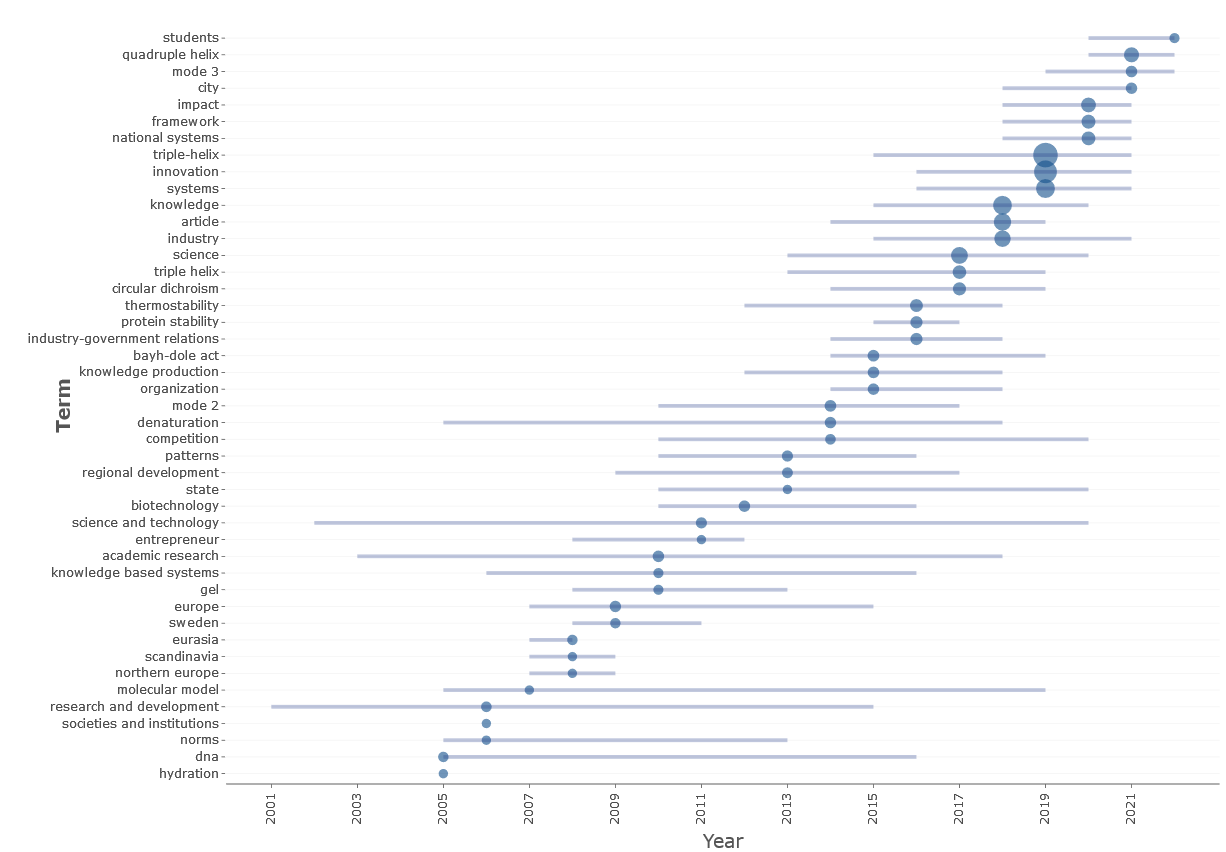 students
quadruple helix
mode 3
city
impact
framework
national systems
triple-helix
innovation
systems
knowledge
article
industry
science
triple helix
circular dichroism
thermostability
protein stability
industry-government relations
bayh-dole act
knowledge production
organization
mode 2
denaturation
competition
patterns
regional development
state
biotechnology
science and technology
entrepreneur
academic research
knowledge based systems
gel
europe
sweden
eurasia
scandinavia
northern europe
molecular model
research and development
societies and institutions
norms
dna
hydration
Term
2001 2003 2005 2007 2009 2011 2013 2015 2017 2019 2021
Year